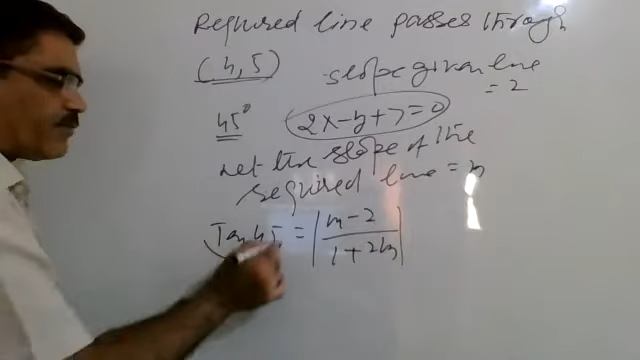 Required line passes through
(4,5) slope given line
= 2
45° 2x-y+7=0
Let the slope of the
required line = m
Tan 45 = |m-2/1+2m|